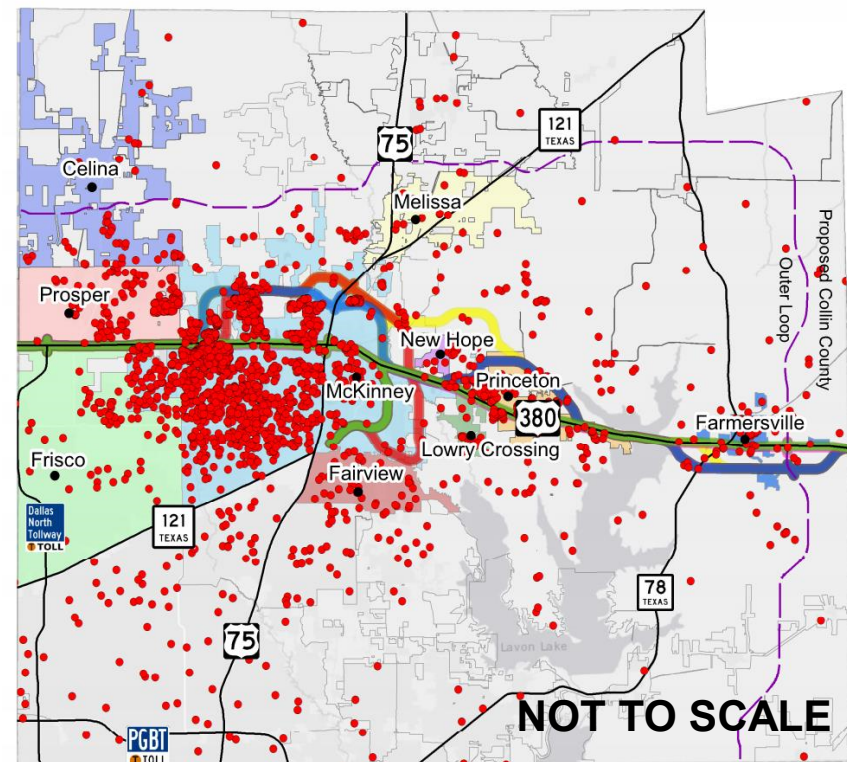 121
TEXAS
75
Celina
Melissa
Proposed Collin County
Outer Loop
Prosper
New Hope
McKinney
Princeton
380
Farmersville
Lowry Crossing
Frisco
Fairview
Dallas
North
Tollway
TOLL
121
TEXAS
78
TEXAS
75
Lavon Lake
NOT TO SCALE
PGBT
TOLL